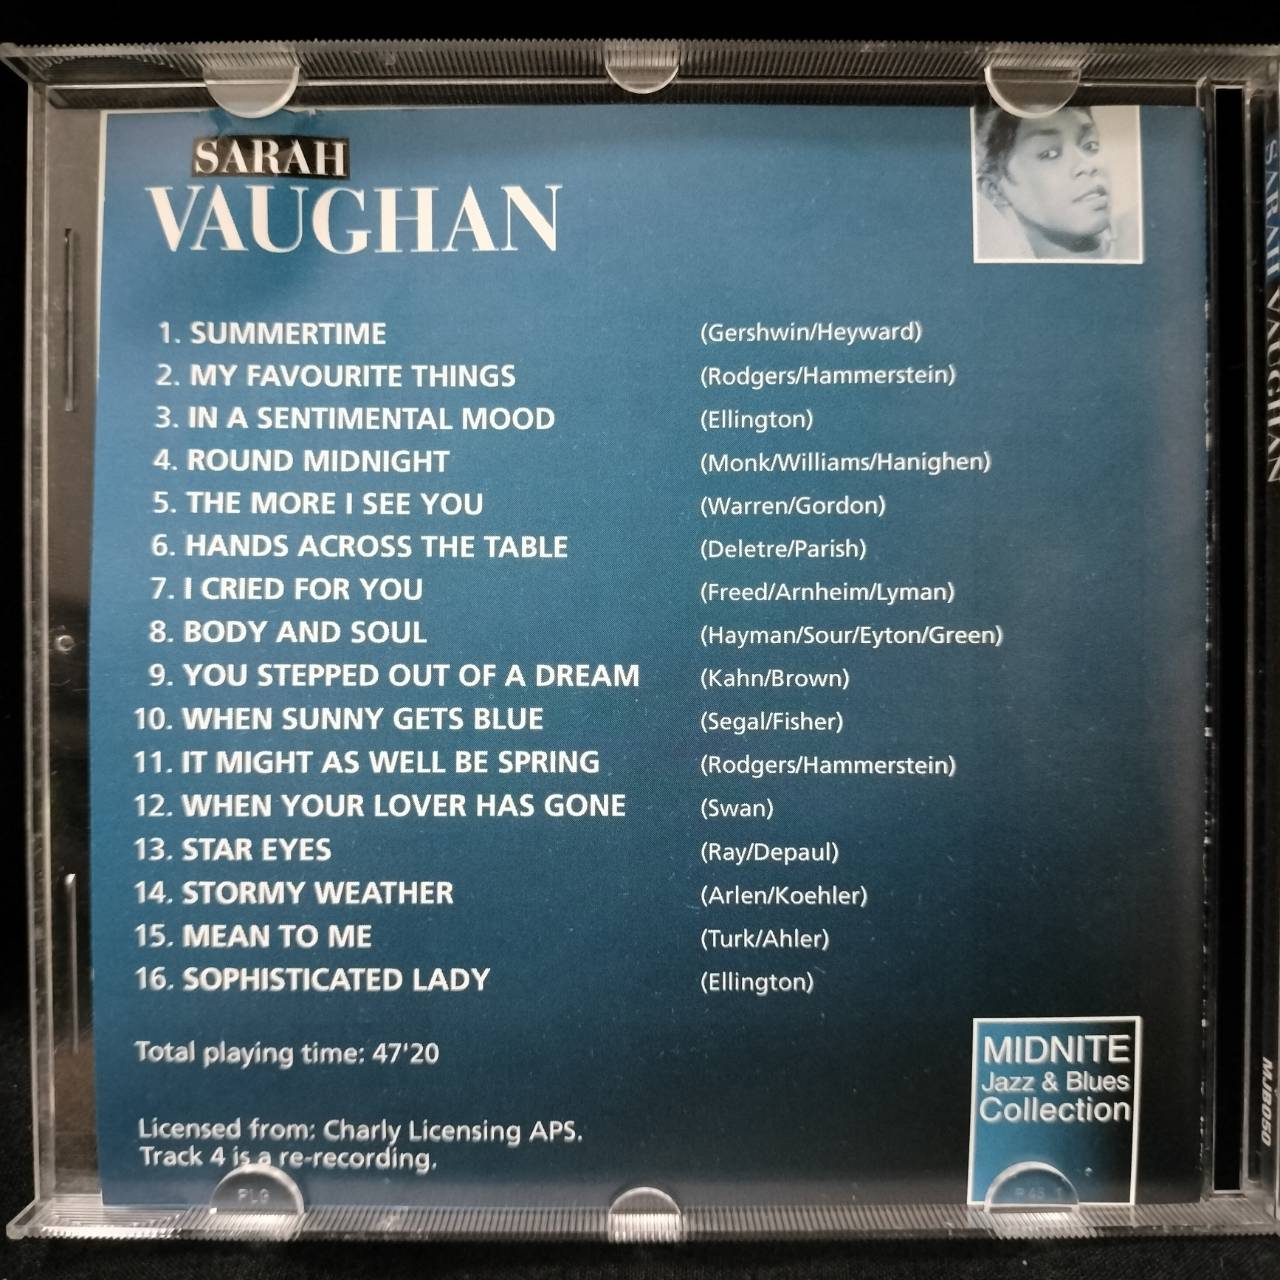 SARAH
VAUGHAN
1. SUMMERTIME (Gershwin/Heyward)
2. MY FAVOURITE THINGS (Rodgers/Hammerstein)
3. IN A SENTIMENTAL MOOD (Ellington)
4. ROUND MIDNIGHT (Monk/Williams/Hanighen)
5. THE MORE I SEE YOU (Warren/Gordon)
6. HANDS ACROSS THE TABLE (Deletre/Parish)
7. I CRIED FOR YOU (Freed/Arnheim/Lyman)
8. BODY AND SOUL (Hayman/Sour/Eyton/Green)
9. YOU STEPPED OUT OF A DREAM (Kahn/Brown)
10. WHEN SUNNY GETS BLUE (Segal/Fisher)
11. IT MIGHT AS WELL BE SPRING (Rodgers/Hammerstein)
12. WHEN YOUR LOVER HAS GONE (Swan)
13. STAR EYES (Ray/Depaul)
14. STORMY WEATHER (Arlen/Koehler)
15. MEAN TO ME (Turk/Ahler)
16. SOPHISTICATED LADY (Ellington)
Total playing time: 47'20
Licensed from: Charly Licensing APS.
Track 4 is a re-recording.
MIDNITE
Jazz & Blues
Collection
PLG
SARAH VAUGHAN
MJB050